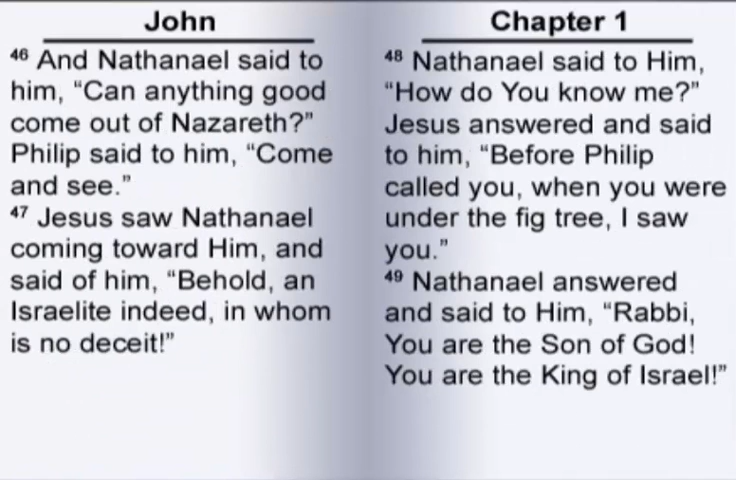 John
⁴⁶ And Nathanael said to
him, “Can anything good
come out of Nazareth?”
Philip said to him, “Come
and see.”
⁴⁷ Jesus saw Nathanael
coming toward Him, and
said of him, “Behold, an
Israelite indeed, in whom
is no deceit!”
Chapter 1
⁴⁸ Nathanael said to Him,
“How do You know me?”
Jesus answered and said
to him, “Before Philip
called you, when you were
under the fig tree, I saw
you.”
⁴⁹ Nathanael answered
and said to Him, “Rabbi,
You are the Son of God!
You are the King of Israel!”